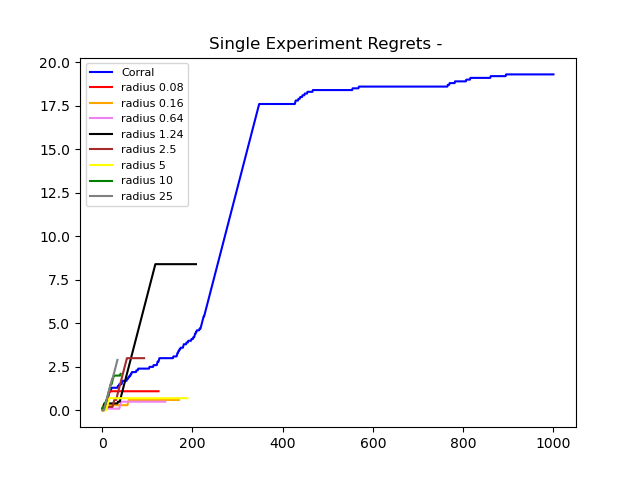 Single Experiment Regrets -
20.0
17.5
15.0
12.5
10.0
7.5
5.0
2.5
0.0
Corral
radius 0.08
radius 0.16
radius 0.64
radius 1.24
radius 2.5
radius 5
radius 10
radius 25
0 200 400 600 800 1000